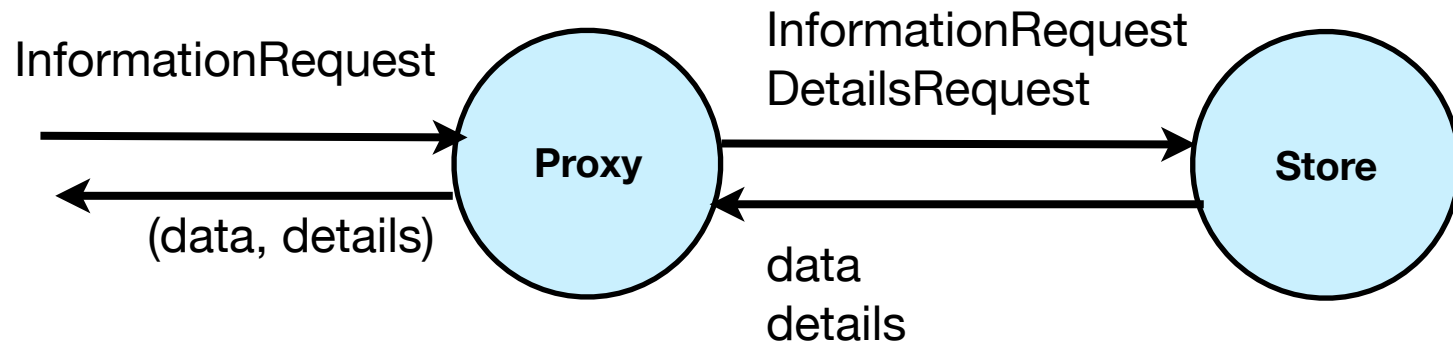 InformationRequest
InformationRequest
DetailsRequest
Proxy
Store
(data, details)
data
details